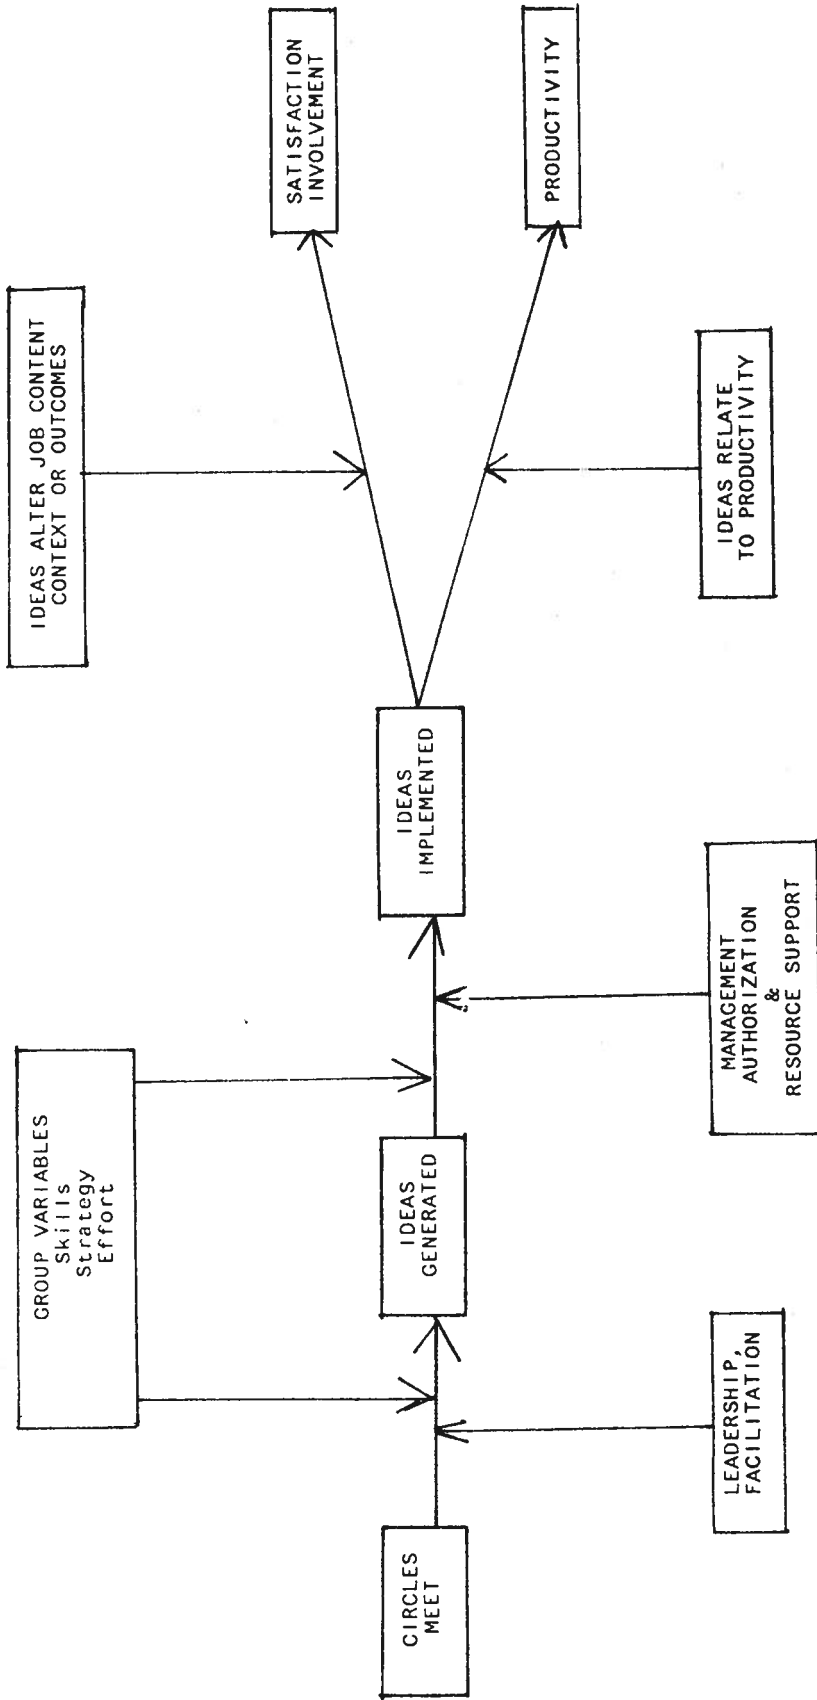 IDEAS ALTER JOB CONTENT
CONTEXT OR OUTCOMES
GROUP VARIABLES
Skills
Strategy
Effort
SATISFACTION
INVOLVEMENT
CIRCLES
MEET
IDEAS
GENERATED
IDEAS
IMPLEMENTED
PRODUCTIVITY
LEADERSHIP,
FACILITATION
MANAGEMENT
AUTHORIZATION
&
RESOURCE SUPPORT
IDEAS RELATE
TO PRODUCTIVITY